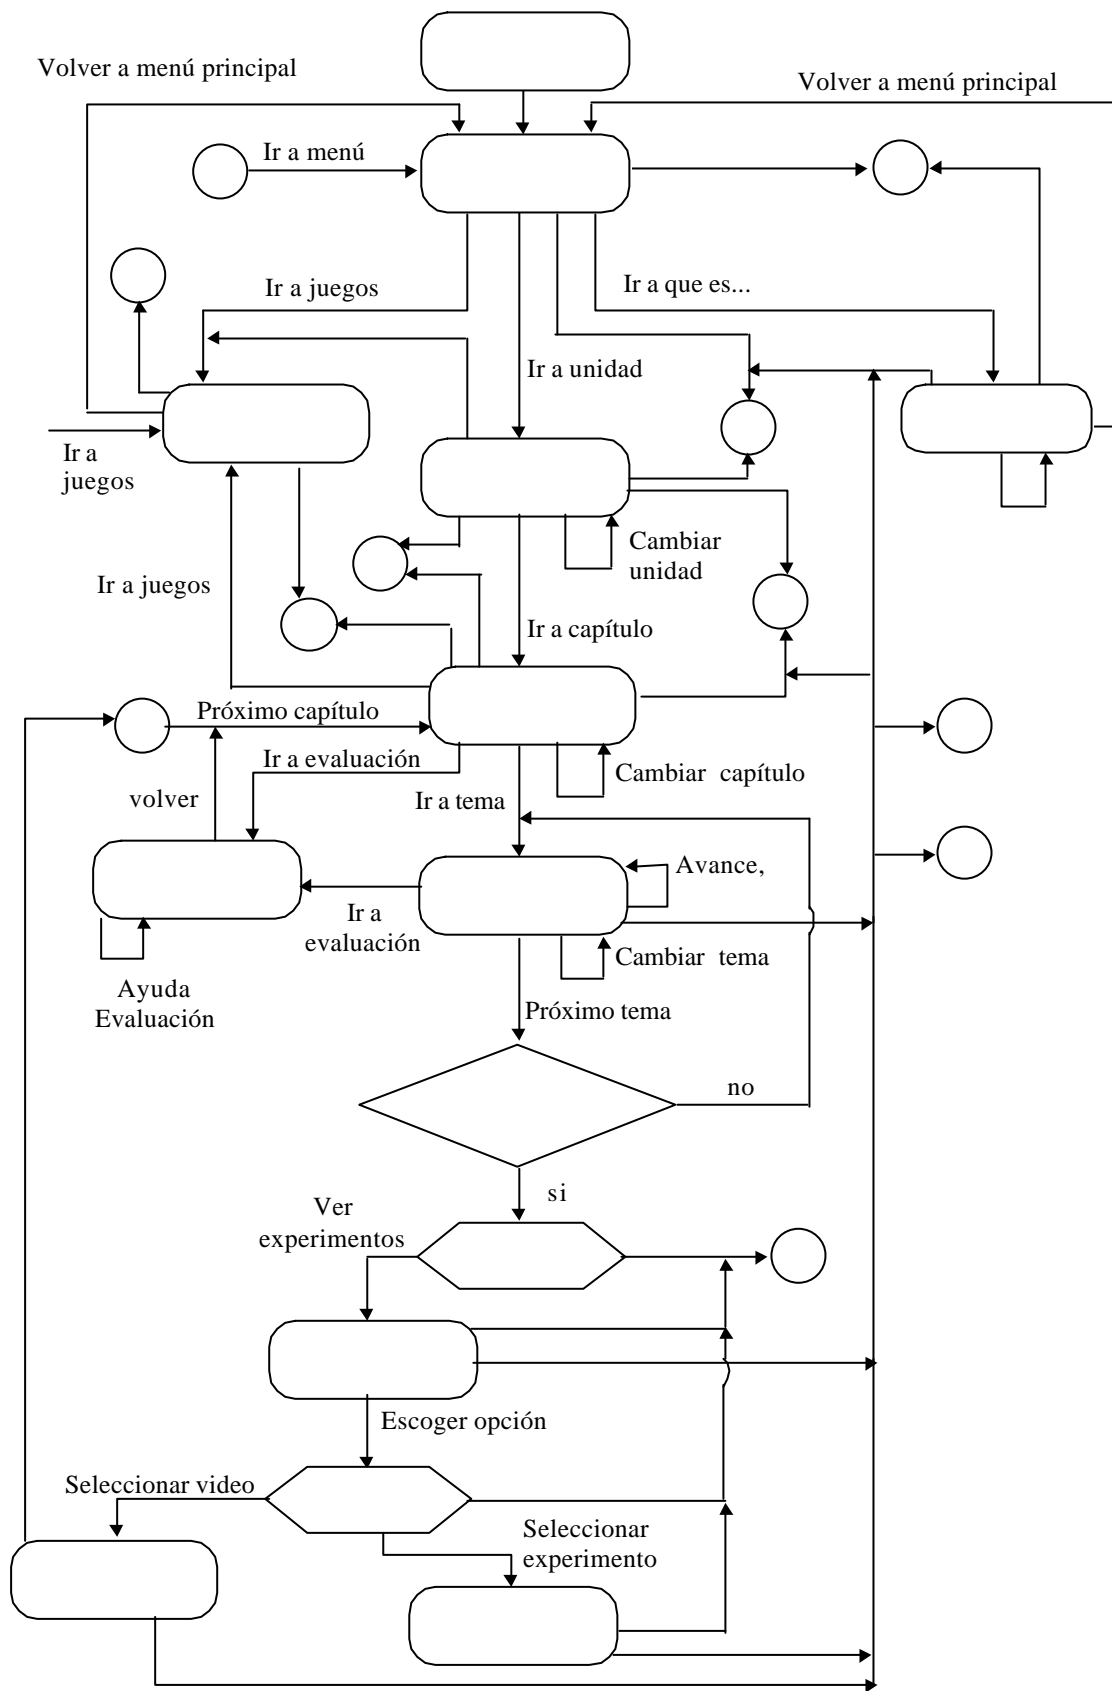 Volver a menú principal
Volver a menú principal
Ir a menú
Ir a juegos
Ir a que es...
Ir a unidad
Ir a
juegos
Cambiar
unidad
Ir a juegos
Ir a capítulo
Próximo capítulo
Ir a evaluación
Cambiar capítulo
volver
Ir a tema
Avance,
Ir a
evaluación
Cambiar tema
Ayuda
Evaluación
Próximo tema
no
si
Ver
experimentos
Escoger opción
Seleccionar video
Seleccionar
experimento